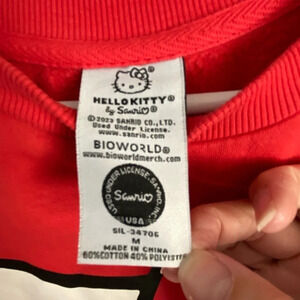 HELLO KITTY®
by Sanrio®
©2023 SANRIO CO., LTD.
Used Under License.
www.sanrio.com
BIOWORLD®
www.bioworldmerch.com
USED UNDER LICENSE · SANRIO, INC.
Sanrio
USA
SIL-34706
M
MADE IN CHINA
60%COTTON 40% POLYESTER